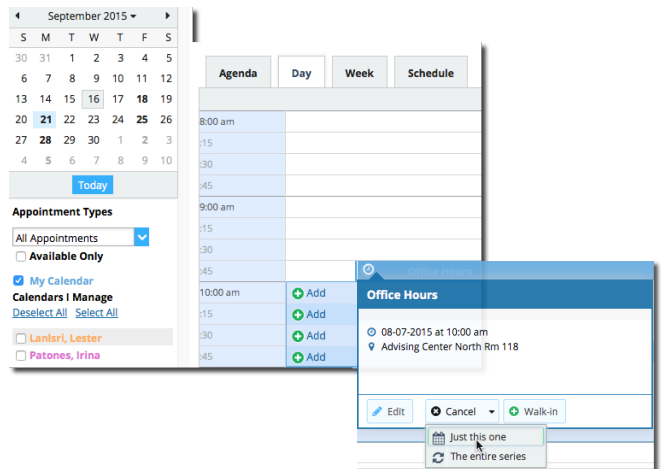 September 2015
S M T W T F S
30 31 1 2 3 4 5
6 7 8 9 10 11 12
13 14 15 16 17 18 19
20 21 22 23 24 25 26
27 28 29 30 1 2 3
4 5 6 7 8 9 10
Today
Appointment Types
All Appointments
Available Only
My Calendar
Calendars I Manage
Deselect All Select All
Lanlsri, Lester
Patones, Irina
Agenda Day Week Schedule
8:00 am
:15
:30
:45
9:00 am
:15
:30
:45
10:00 am Add
:15 Add
:30 Add
:45 Add
Office Hours
Office Hours
08-07-2015 at 10:00 am
Advising Center North Rm 118
Edit Cancel Walk-in
Just this one
The entire series